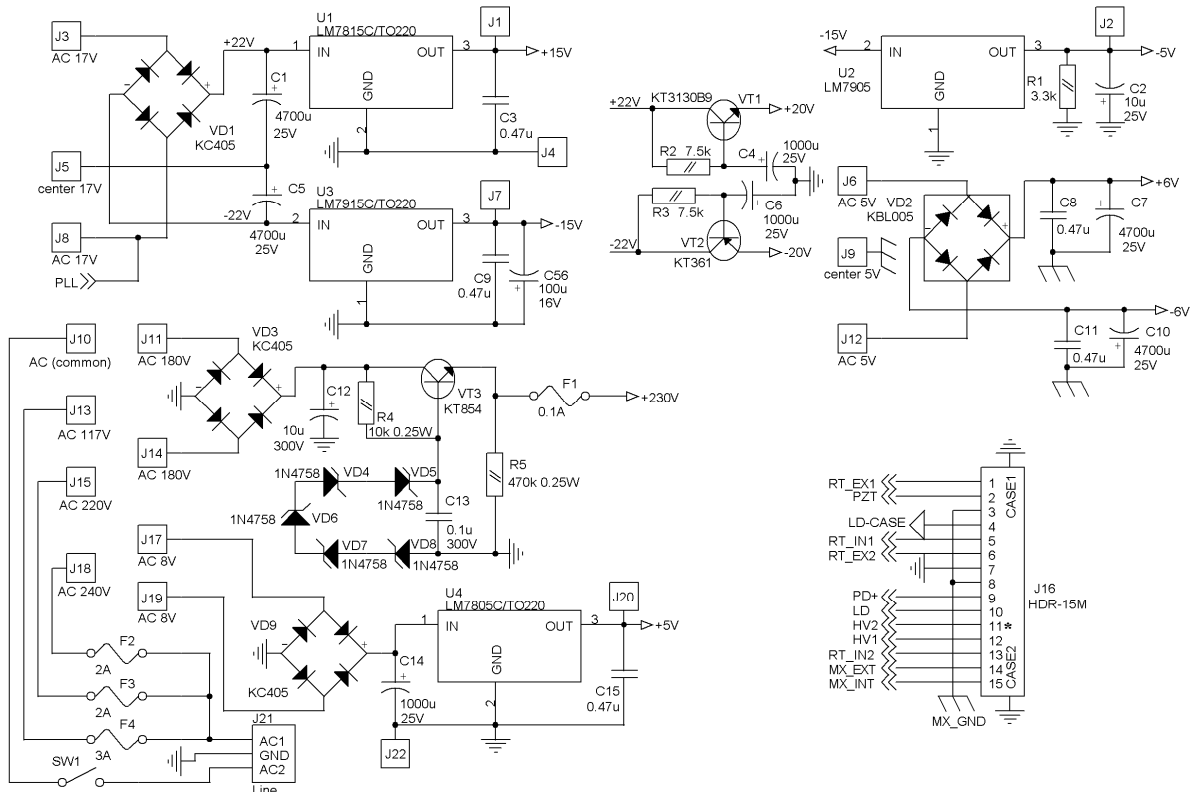 J3
AC 17V
-
+
VD1
KC405
+22V
C1
4700u
25V
U1
LM7815C/TO220
1
IN
OUT
3
GND
2
J1
+15V
C3
0.47u
J4
J5
center 17V
C5
4700u
25V
-22V
J8
AC 17V
PLL
U3
LM7915C/TO220
2
IN
OUT
3
GND
1
J7
-15V
C9
0.47u
C56
100u
16V
KT3130B9
VT1
+22V
+20V
R2 7.5k
C4
1000u
25V
R3 7.5k
C6
1000u
25V
-22V
VT2
KT361
-20V
-15V
2
IN
OUT
3
U2
LM7905
GND
1
J2
-5V
R1
3.3k
C2
10u
25V
J6
AC 5V
VD2
KBL005
-
+
J9
center 5V
J12
AC 5V
+6V
C8
0.47u
C7
4700u
25V
-6V
C11
0.47u
C10
4700u
25V
J10
AC (common)
J11
AC 180V
VD3
KC405
-
+
J13
AC 117V
J14
AC 180V
J15
AC 220V
C12
10u
300V
R4
10k 0.25W
VT3
KT854
F1
0.1A
+230V
R5
470k 0.25W
1N4758
VD4
VD5
1N4758
1N4758
VD6
VD7
1N4758
VD8
1N4758
C13
0.1u
300V
J17
AC 8V
J18
AC 240V
J19
AC 8V
VD9
KC405
-
+
U4
LM7805C/TO220
1
IN
OUT
3
GND
2
J20
+5V
C14
1000u
25V
C15
0.47u
J22
F2
2A
F3
2A
F4
3A
SW1
J21
AC1
GND
AC2
Line
RT_EX1
PZT
LD-CASE
RT_IN1
RT_EX2
PD+
LD
HV2
HV1
RT_IN2
MX_EXT
MX_INT
MX_GND
1
2
3
4
5
6
7
8
9
10
11*
12
13
14
15
CASE1
CASE2
J16
HDR-15M